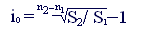 i₀ = ⁿ²⁻ⁿ¹√S₂/ S₁-1